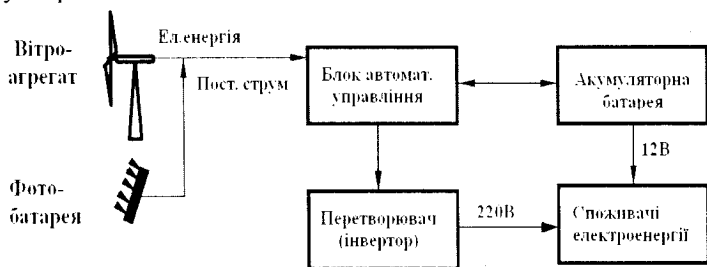 Вітро-
агрегат
Ел.енергія
Пост. струм
Блок автомат.
управління
Акумуляторна
батарея
12В
Фото-
батарея
Перетворювач
(інвертор)
220В
Споживачі
електроенергії